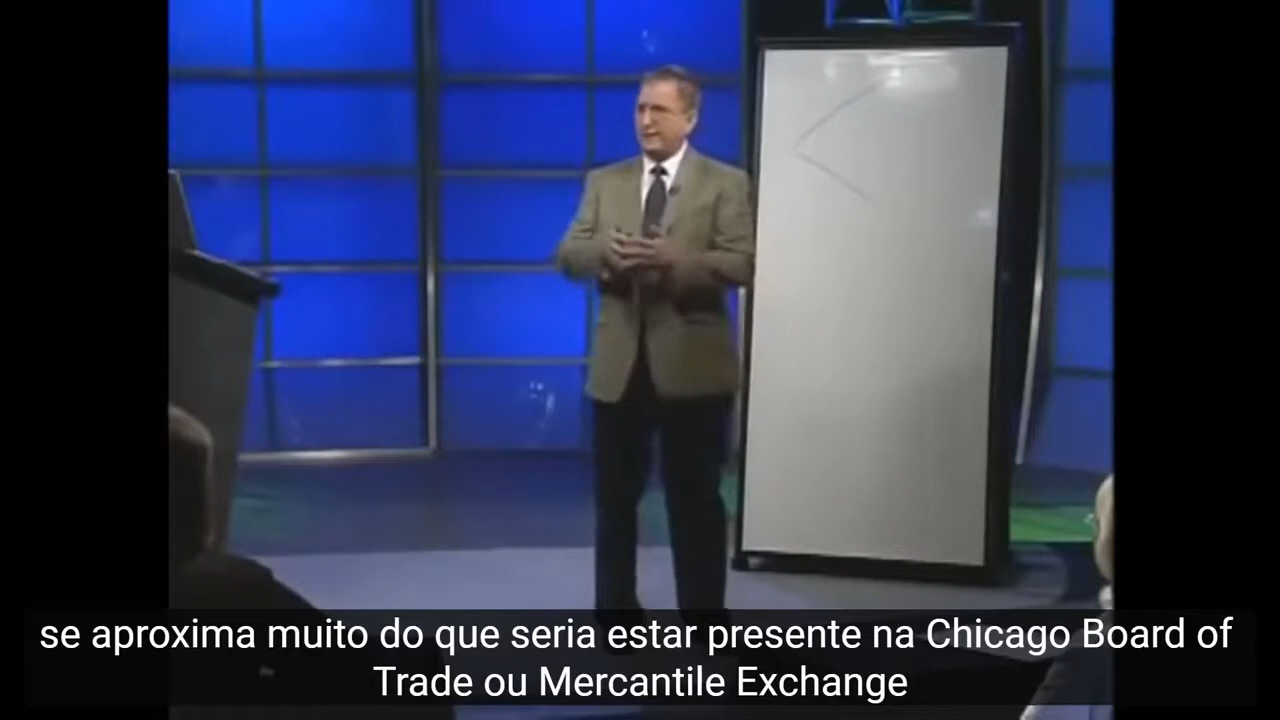 se aproxima muito do que seria estar presente na Chicago Board of
Trade ou Mercantile Exchange